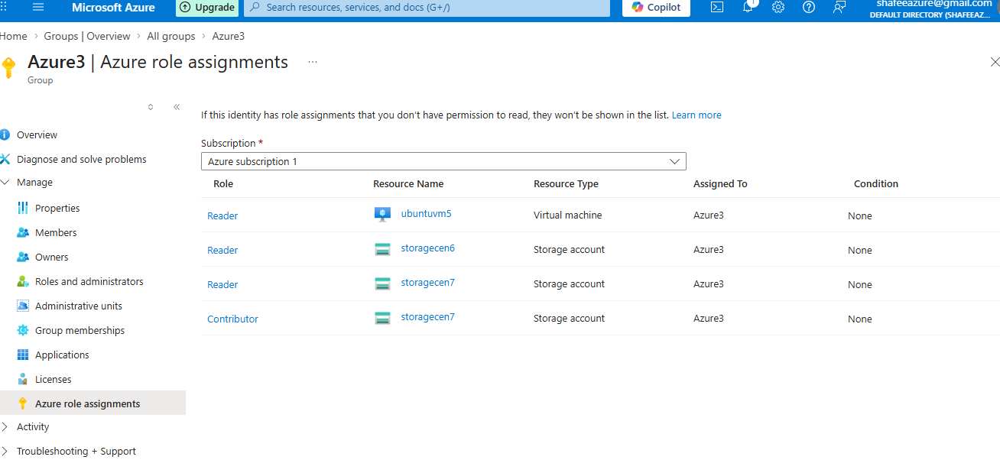 Microsoft Azure Upgrade Search resources, services, and docs (G+/) Copilot 1 shafeeazure@gmail.com
DEFAULT DIRECTORY (SHAFEEAZ...
Home > Groups | Overview > All groups > Azure3
Azure3 | Azure role assignments ...
Group
If this identity has role assignments that you don't have permission to read, they won't be shown in the list. Learn more
Overview
Diagnose and solve problems
Manage
Properties
Members
Owners
Roles and administrators
Administrative units
Group memberships
Applications
Licenses
Azure role assignments
Activity
Troubleshooting + Support
Subscription *
Azure subscription 1
Role Resource Name Resource Type Assigned To Condition
Reader ubuntuvm5 Virtual machine Azure3 None
Reader storagecen6 Storage account Azure3 None
Reader storagecen7 Storage account Azure3 None
Contributor storagecen7 Storage account Azure3 None